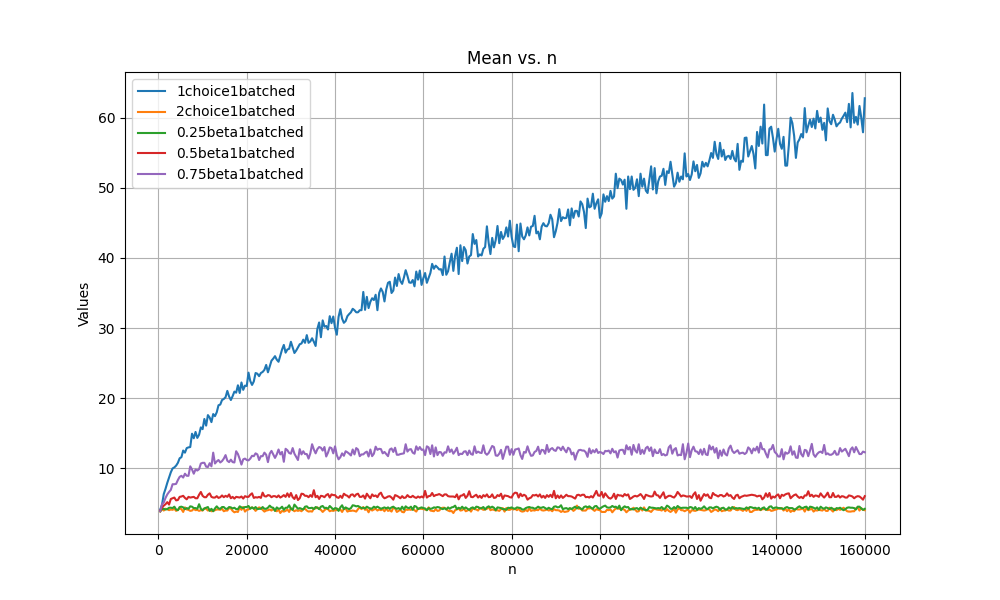 Mean vs. n
1choice1batched
2choice1batched
0.25beta1batched
0.5beta1batched
0.75beta1batched
Values
60
50
40
30
20
10
0 20000 40000 60000 80000 100000 120000 140000 160000
n